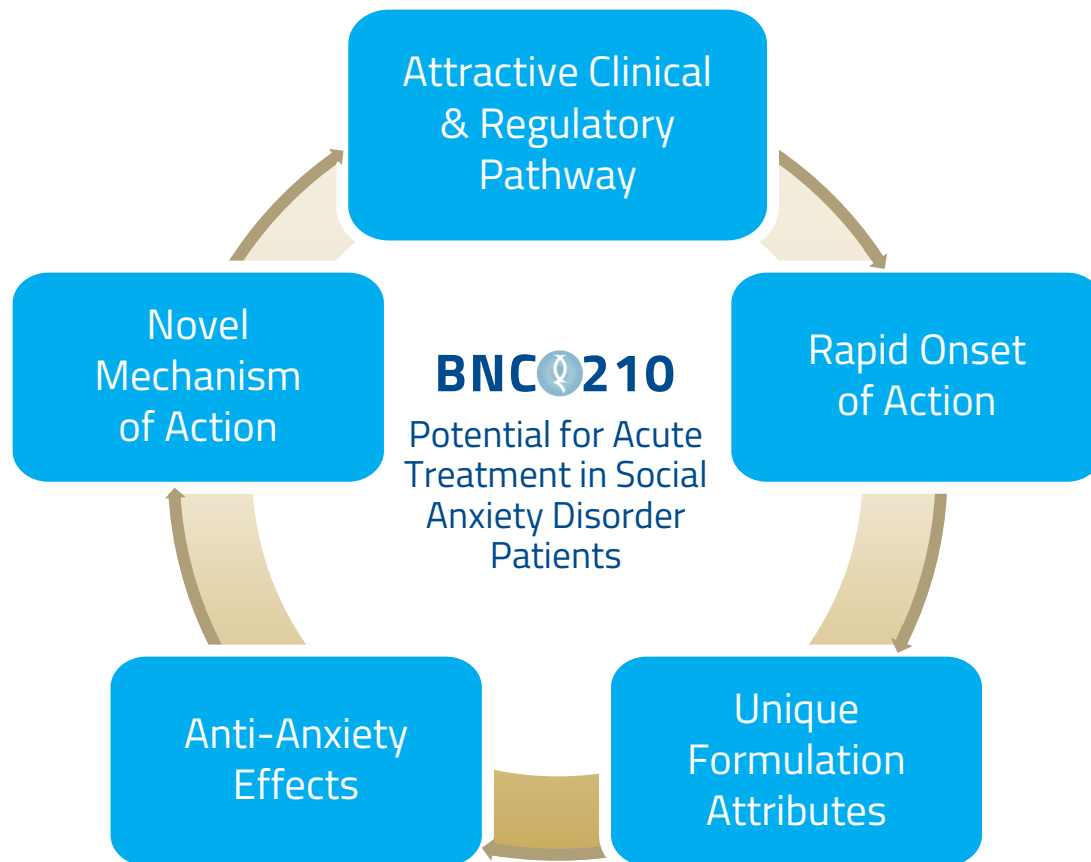 Attractive Clinical
& Regulatory
Pathway
Novel
Mechanism
of Action
Rapid Onset
of Action
BNC210
Potential for Acute
Treatment in Social
Anxiety Disorder
Patients
Anti-Anxiety
Effects
Unique
Formulation
Attributes